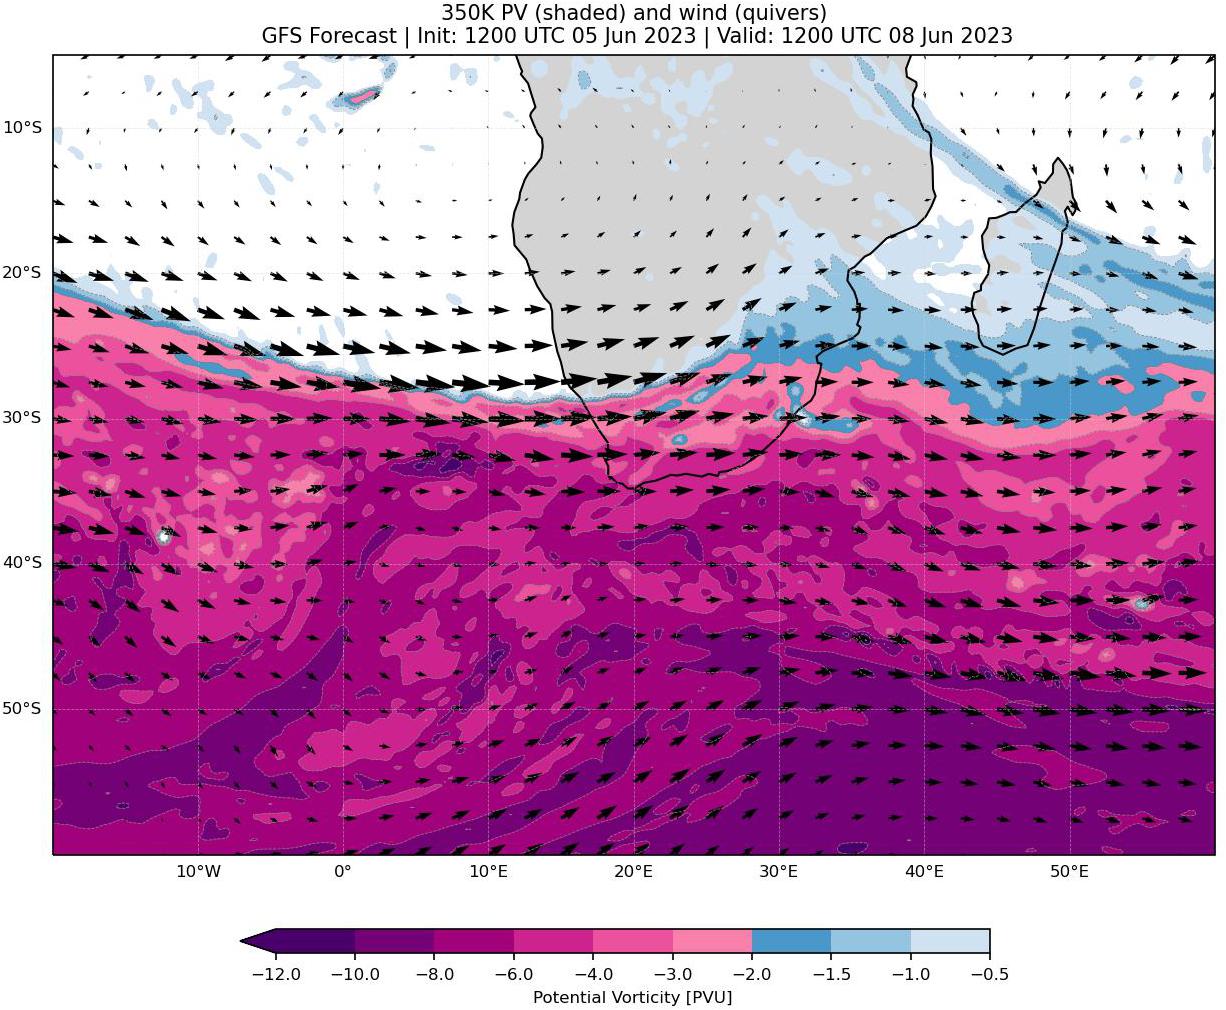 350K PV (shaded) and wind (quivers)
GFS Forecast | Init: 1200 UTC 05 Jun 2023 | Valid: 1200 UTC 08 Jun 2023
10°S
20°S
30°S
40°S
50°S
10°W 0° 10°E 20°E 30°E 40°E 50°E
−12.0 −10.0 −8.0 −6.0 −4.0 −3.0 −2.0 −1.5 −1.0 −0.5
Potential Vorticity [PVU]